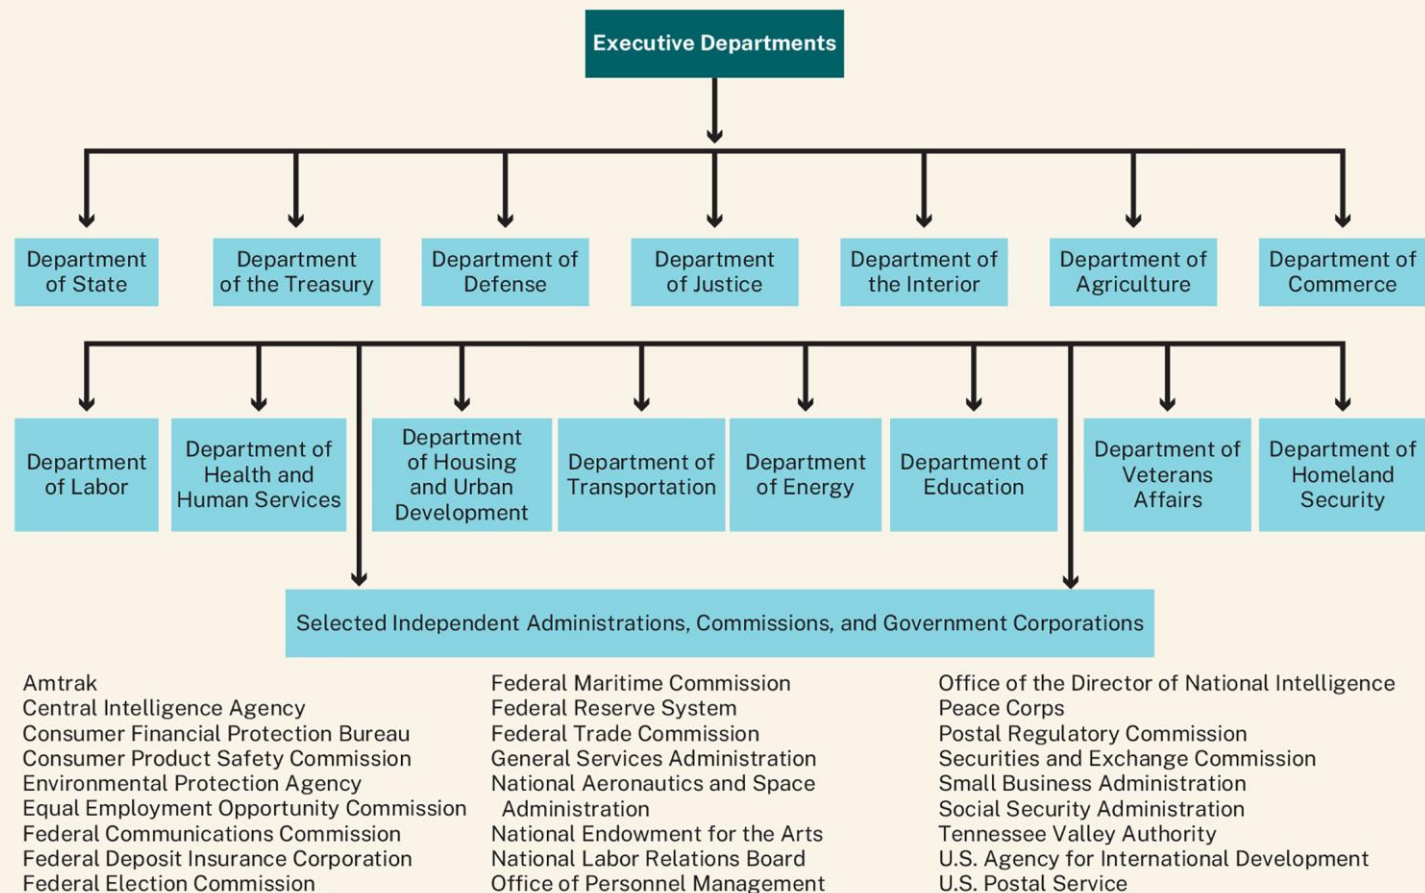 Executive Departments
Department
of State
Department
of the Treasury
Department of
Defense
Department
of Justice
Department of
the Interior
Department of
Agriculture
Department of
Commerce
Department
of Labor
Department of
Health and
Human Services
Department
of Housing
and Urban
Development
Department of
Transportation
Department
of Energy
Department of
Education
Department of
Veterans
Affairs
Department of
Homeland
Security
Selected Independent Administrations, Commissions, and Government Corporations
Amtrak
Central Intelligence Agency
Consumer Financial Protection Bureau
Consumer Product Safety Commission
Environmental Protection Agency
Equal Employment Opportunity Commission
Federal Communications Commission
Federal Deposit Insurance Corporation
Federal Election Commission
Federal Maritime Commission
Federal Reserve System
Federal Trade Commission
General Services Administration
National Aeronautics and Space
Administration
National Endowment for the Arts
National Labor Relations Board
Office of Personnel Management
Office of the Director of National Intelligence
Peace Corps
Postal Regulatory Commission
Securities and Exchange Commission
Small Business Administration
Social Security Administration
Tennessee Valley Authority
U.S. Agency for International Development
U.S. Postal Service